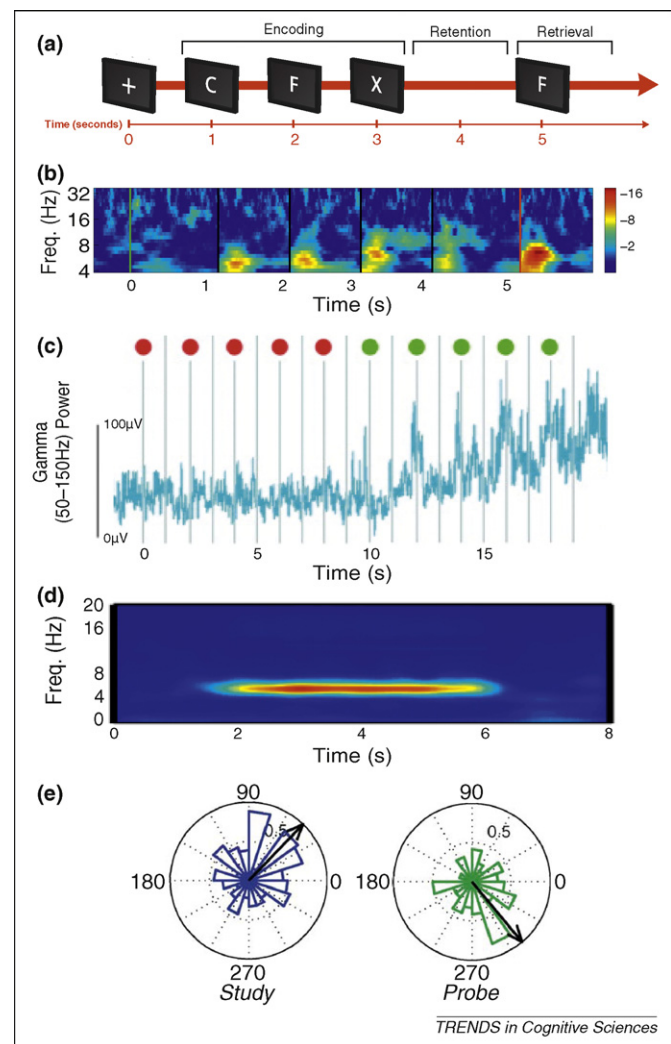 (a)
Encoding
Retention
Retrieval
+
C
F
X
F
Time (seconds)
0
1
2
3
4
5
(b)
Freq. (Hz)
32
16
8
4
0
1
2
3
4
5
Time (s)
–16
–8
–2
(c)
Gamma
(50–150Hz) Power
100µV
0µV
0
5
10
15
Time (s)
(d)
Freq. (Hz)
20
16
8
4
0
0
2
4
6
8
Time (s)
(e)
90
0.5
180
0
270
Study
90
0.5
180
0
270
Probe
TRENDS in Cognitive Sciences